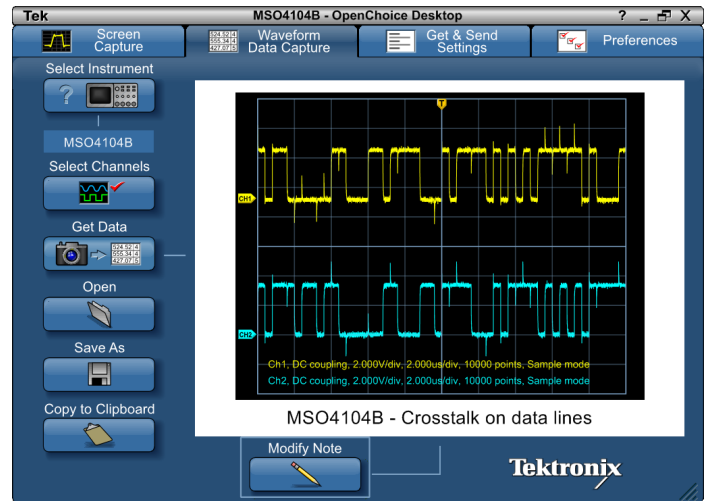 Tek
MSO4104B - OpenChoice Desktop
? _ X
Screen
Capture
Waveform
Data Capture
Get & Send
Settings
Preferences
Select Instrument
?
MSO4104B
Select Channels
Get Data
Open
Save As
Copy to Clipboard
T
CH1
CH2
Ch1, DC coupling, 2.000V/div, 2.000us/div, 10000 points, Sample mode
Ch2, DC coupling, 2.000V/div, 2.000us/div, 10000 points, Sample mode
MSO4104B - Crosstalk on data lines
Modify Note
Tektronix